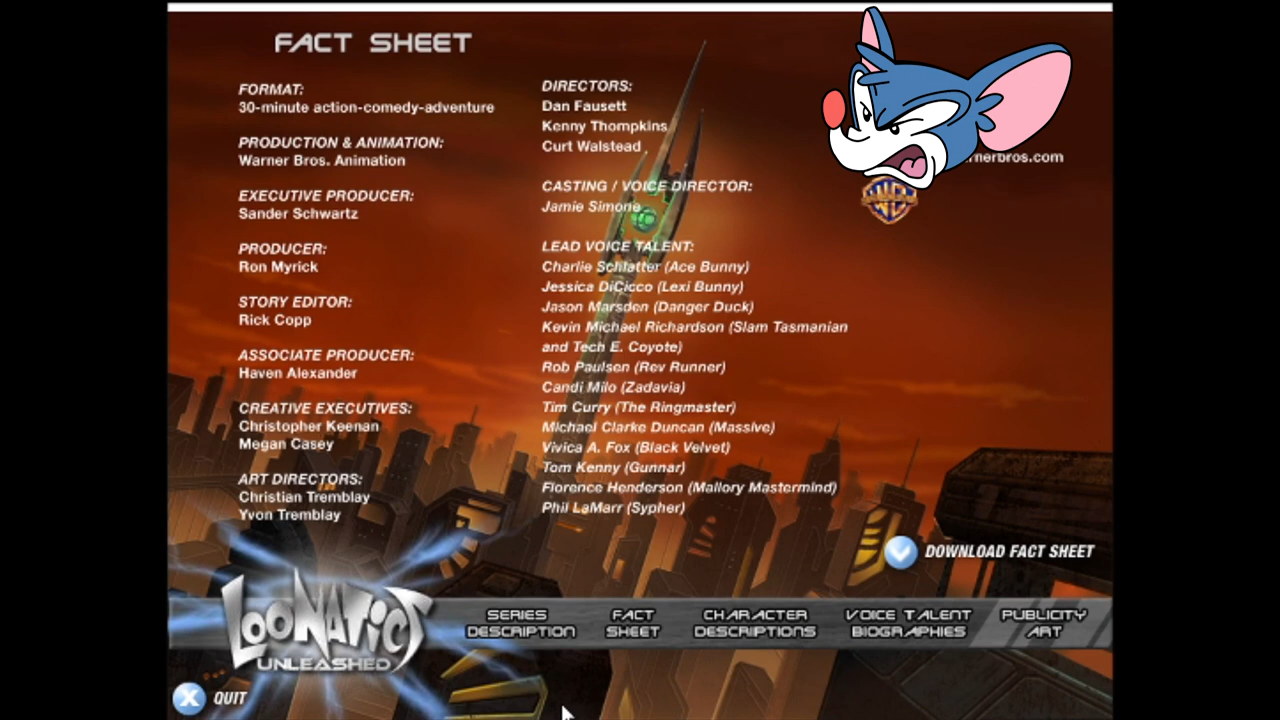 FACT SHEET
FORMAT:
30-minute action-comedy-adventure
PRODUCTION & ANIMATION:
Warner Bros. Animation
EXECUTIVE PRODUCER:
Sander Schwartz
PRODUCER:
Ron Myrick
STORY EDITOR:
Rick Copp
ASSOCIATE PRODUCER:
Haven Alexander
CREATIVE EXECUTIVES:
Christopher Keenan
Megan Casey
ART DIRECTORS:
Christian Tremblay
Yvon Tremblay
DIRECTORS:
Dan Fausett
Kenny Thompkins
Curt Walstead
CASTING / VOICE DIRECTOR:
Jamie Simone
LEAD VOICE TALENT:
Charlie Schlatter (Ace Bunny)
Jessica DiCicco (Lexi Bunny)
Jason Marsden (Danger Duck)
Kevin Michael Richardson (Slam Tasmanian
and Tech E. Coyote)
Rob Paulsen (Rev Runner)
Candi Milo (Zadavia)
Tim Curry (The Ringmaster)
Michael Clarke Duncan (Massive)
Vivica A. Fox (Black Velvet)
Tom Kenny (Gunnar)
Florence Henderson (Mallory Mastermind)
Phil LaMarr (Sypher)
rnerbros.com
WB
DOWNLOAD FACT SHEET
LOONATICS
UNLEASHED
SERIES
DESCRIPTION
FACT
SHEET
CHARACTER
DESCRIPTIONS
VOICE TALENT
BIOGRAPHIES
PUBLICITY
ART
X QUIT